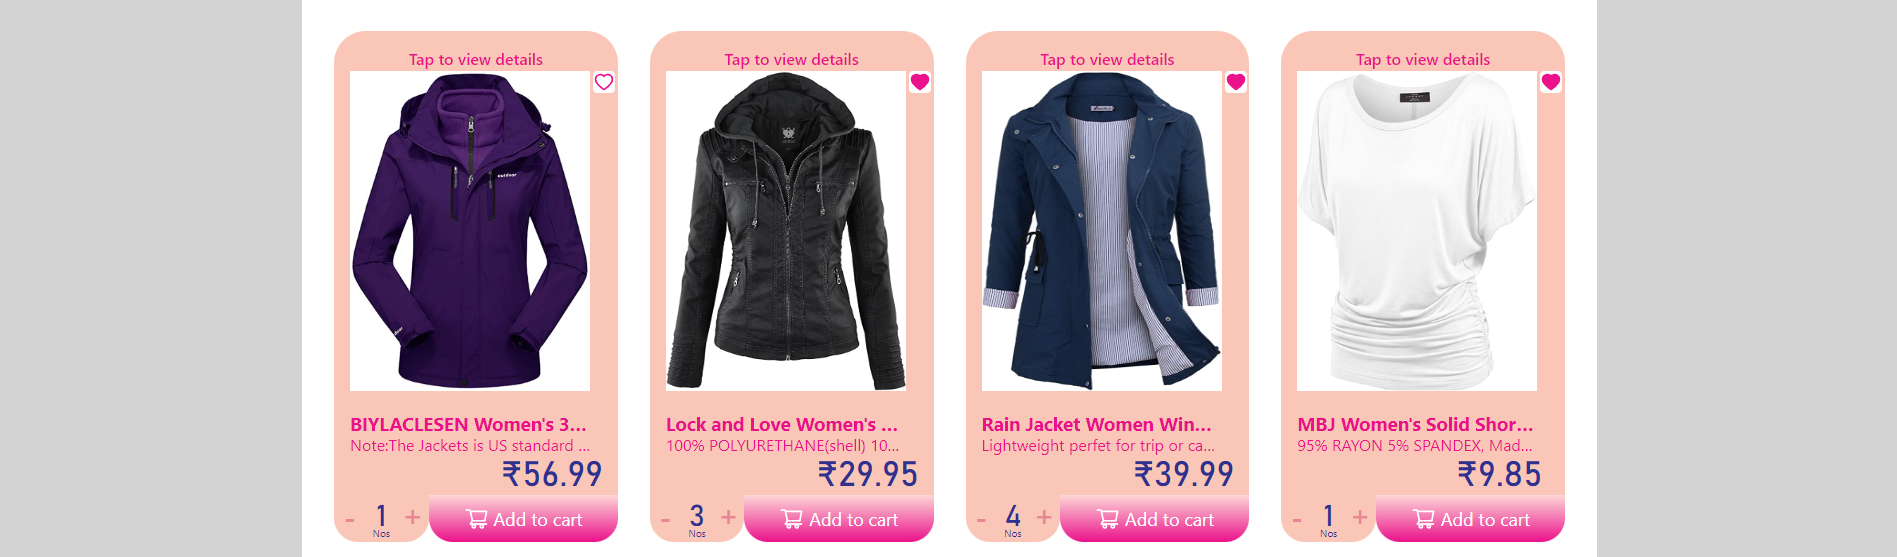 Tap to view details
outdoor
BIYLACLESEN Women's 3...
Note:The Jackets is US standard ...
₹56.99
- 1 +
Nos
Add to cart
Tap to view details
Lock and Love Women's ...
100% POLYURETHANE(shell) 10...
₹29.95
- 3 +
Nos
Add to cart
Tap to view details
Rain Jacket Women Win...
Lightweight perfet for trip or ca...
₹39.99
- 4 +
Nos
Add to cart
Tap to view details
MBJ Women's Solid Shor...
95% RAYON 5% SPANDEX, Mad...
₹9.85
- 1 +
Nos
Add to cart